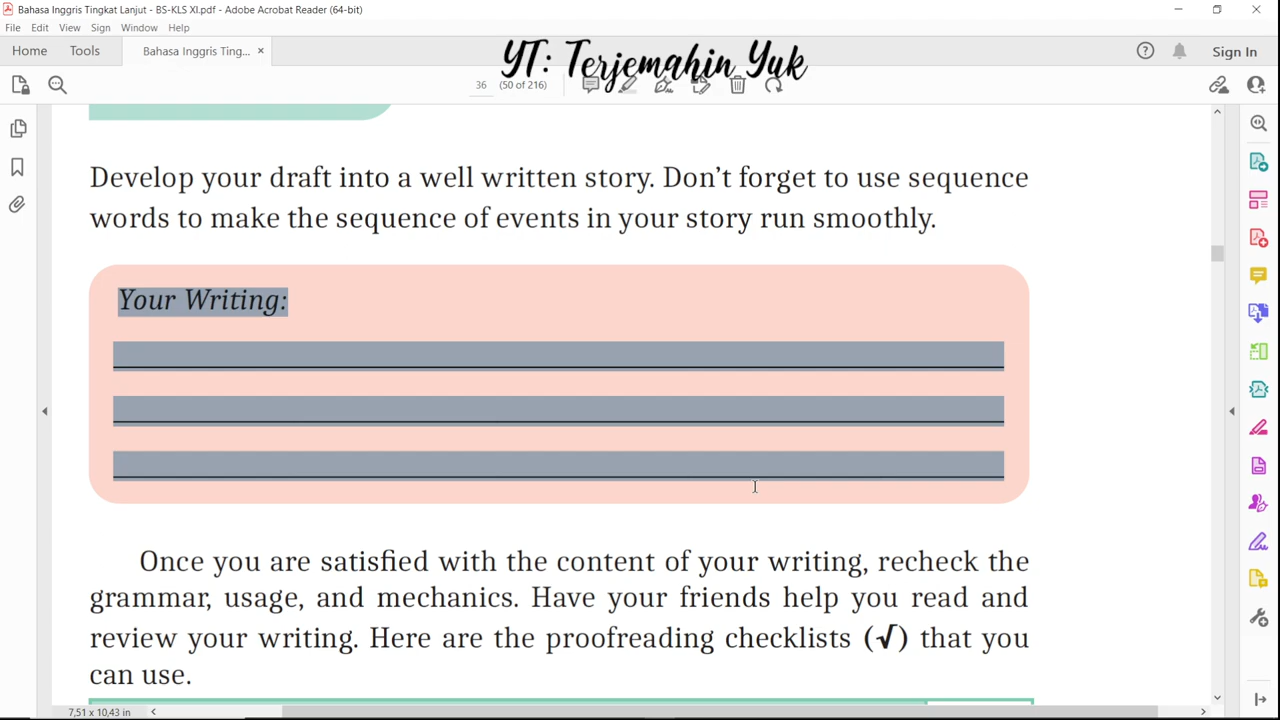 Bahasa Inggris Tingkat Lanjut - BS-KLS XI.pdf - Adobe Acrobat Reader (64-bit)
File Edit View Sign Window Help
Home Tools Bahasa Inggris Ting... × Sign In
YT: Terjemahin Yuk
36 (50 of 216)
Develop your draft into a well written story. Don’t forget to use sequence
words to make the sequence of events in your story run smoothly.
Your Writing:
Once you are satisfied with the content of your writing, recheck the
grammar, usage, and mechanics. Have your friends help you read and
review your writing. Here are the proofreading checklists (√) that you
can use.
7,51 x 10,43 in